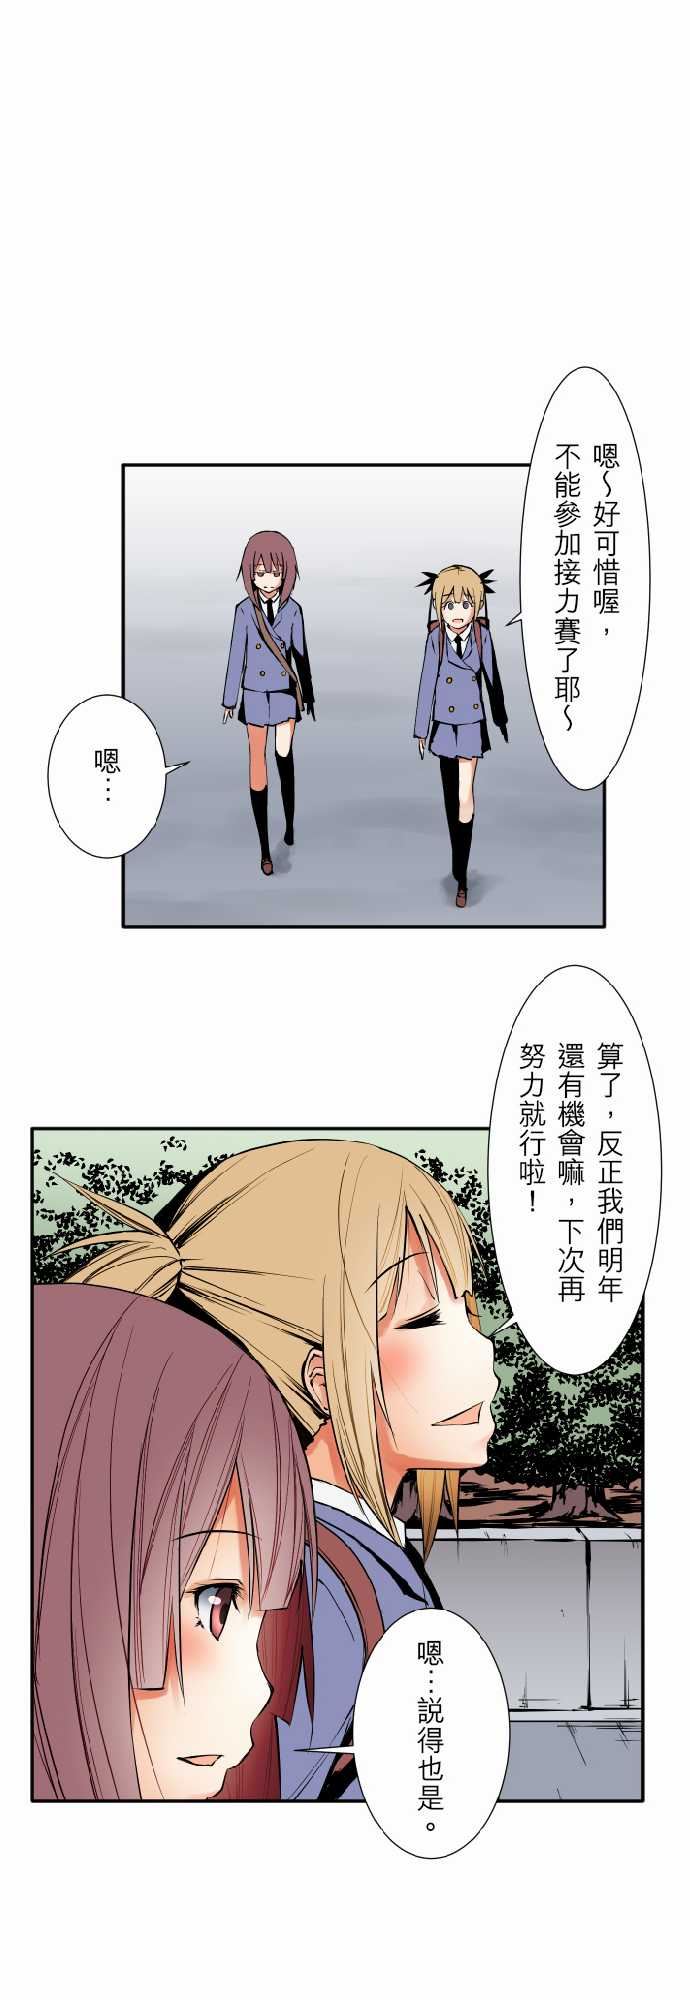 嗯～好可惜喔，
不能參加接力賽了耶～
嗯…
算了，反正我們明年
還有機會嘛，下次再
努力就行啦！
嗯…說得也是。